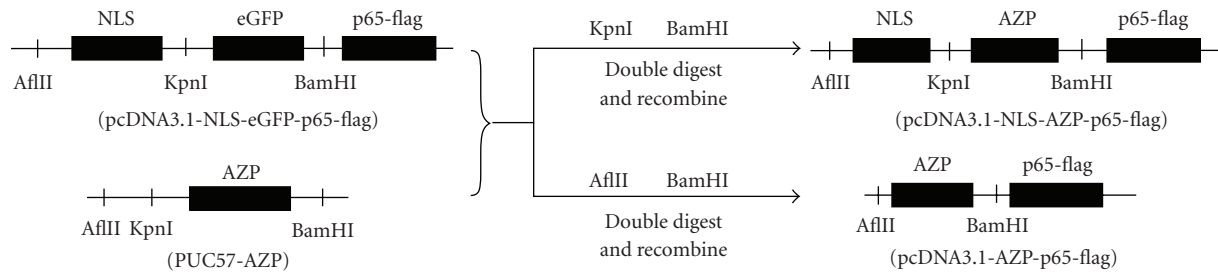 NLS eGFP p65-flag
AflII KpnI BamHI
(pcDNA3.1-NLS-eGFP-p65-flag)
AZP
AflII KpnI BamHI
(PUC57-AZP)
KpnI BamHI
Double digest
and recombine
AflII BamHI
Double digest
and recombine
NLS AZP p65-flag
AflII KpnI BamHI
(pcDNA3.1-NLS-AZP-p65-flag)
AZP p65-flag
AflII BamHI
(pcDNA3.1-AZP-p65-flag)